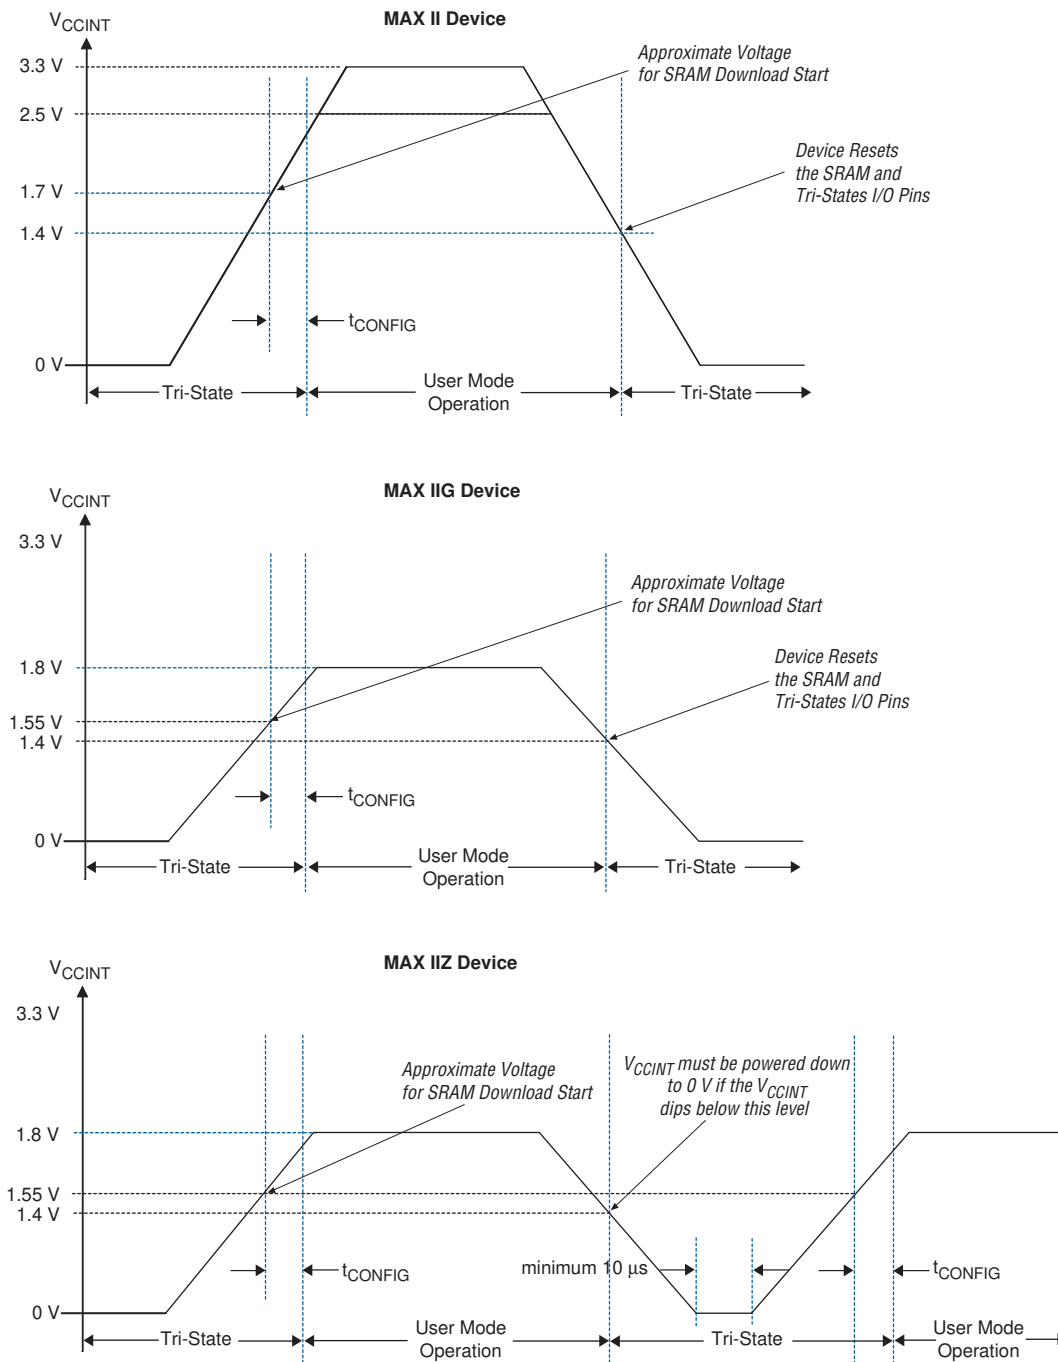 MAX II Device
VCCINT
3.3 V
Approximate Voltage
for SRAM Download Start
2.5 V
Device Resets
the SRAM and
Tri-States I/O Pins
1.7 V
1.4 V
tCONFIG
0 V
Tri-State
User Mode
Operation
Tri-State
MAX IIG Device
VCCINT
3.3 V
Approximate Voltage
for SRAM Download Start
1.8 V
Device Resets
the SRAM and
Tri-States I/O Pins
1.55 V
1.4 V
tCONFIG
0 V
Tri-State
User Mode
Operation
Tri-State
MAX IIZ Device
VCCINT
3.3 V
Approximate Voltage
for SRAM Download Start
VCCINT must be powered down
to 0 V if the VCCINT
dips below this level
1.8 V
1.55 V
1.4 V
tCONFIG
minimum 10 µs
tCONFIG
0 V
Tri-State
User Mode
Operation
Tri-State
User Mode
Operation